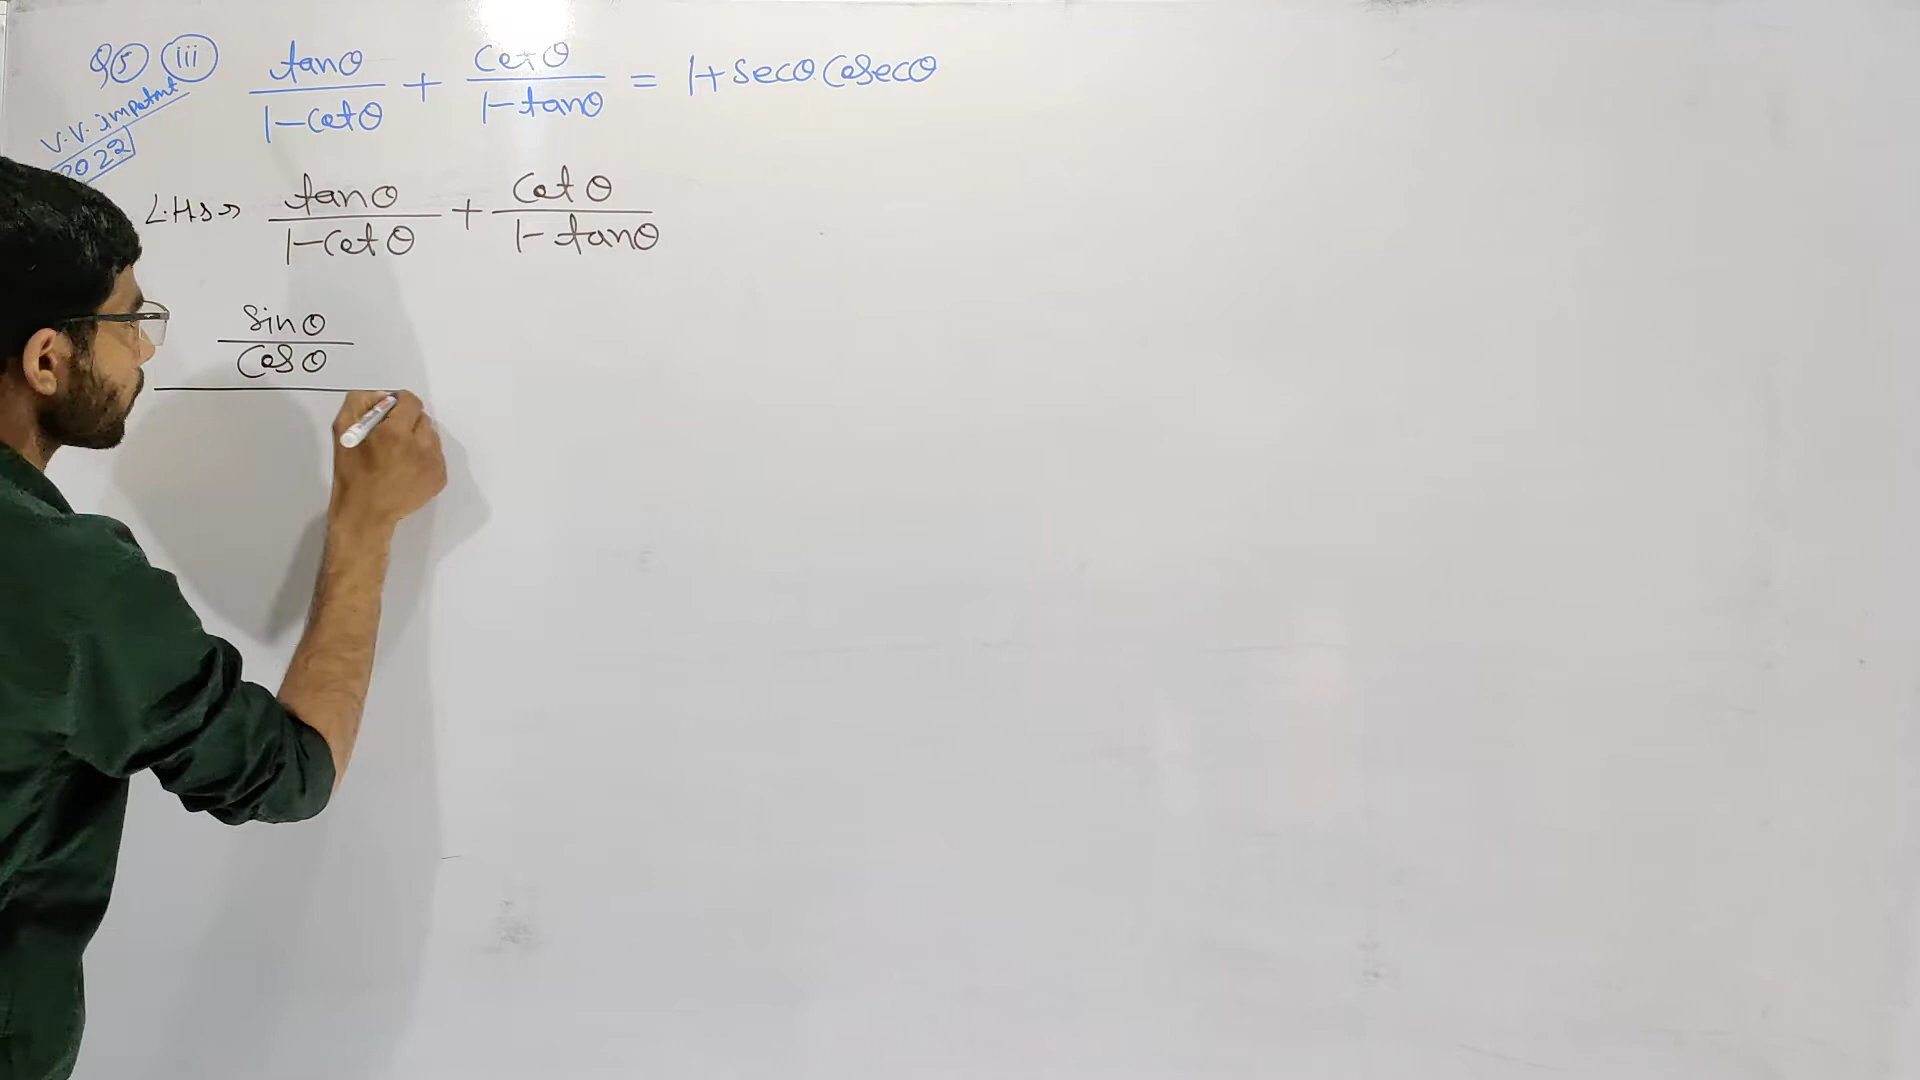 Q5 (iii) tanθ/(1-cotθ) + cotθ/(1-tanθ) = 1+secθ.cosecθ
V.V. impotant
2022
L.H.S→ tanθ/(1-cotθ) + cotθ/(1-tanθ)
sinθ/cosθ